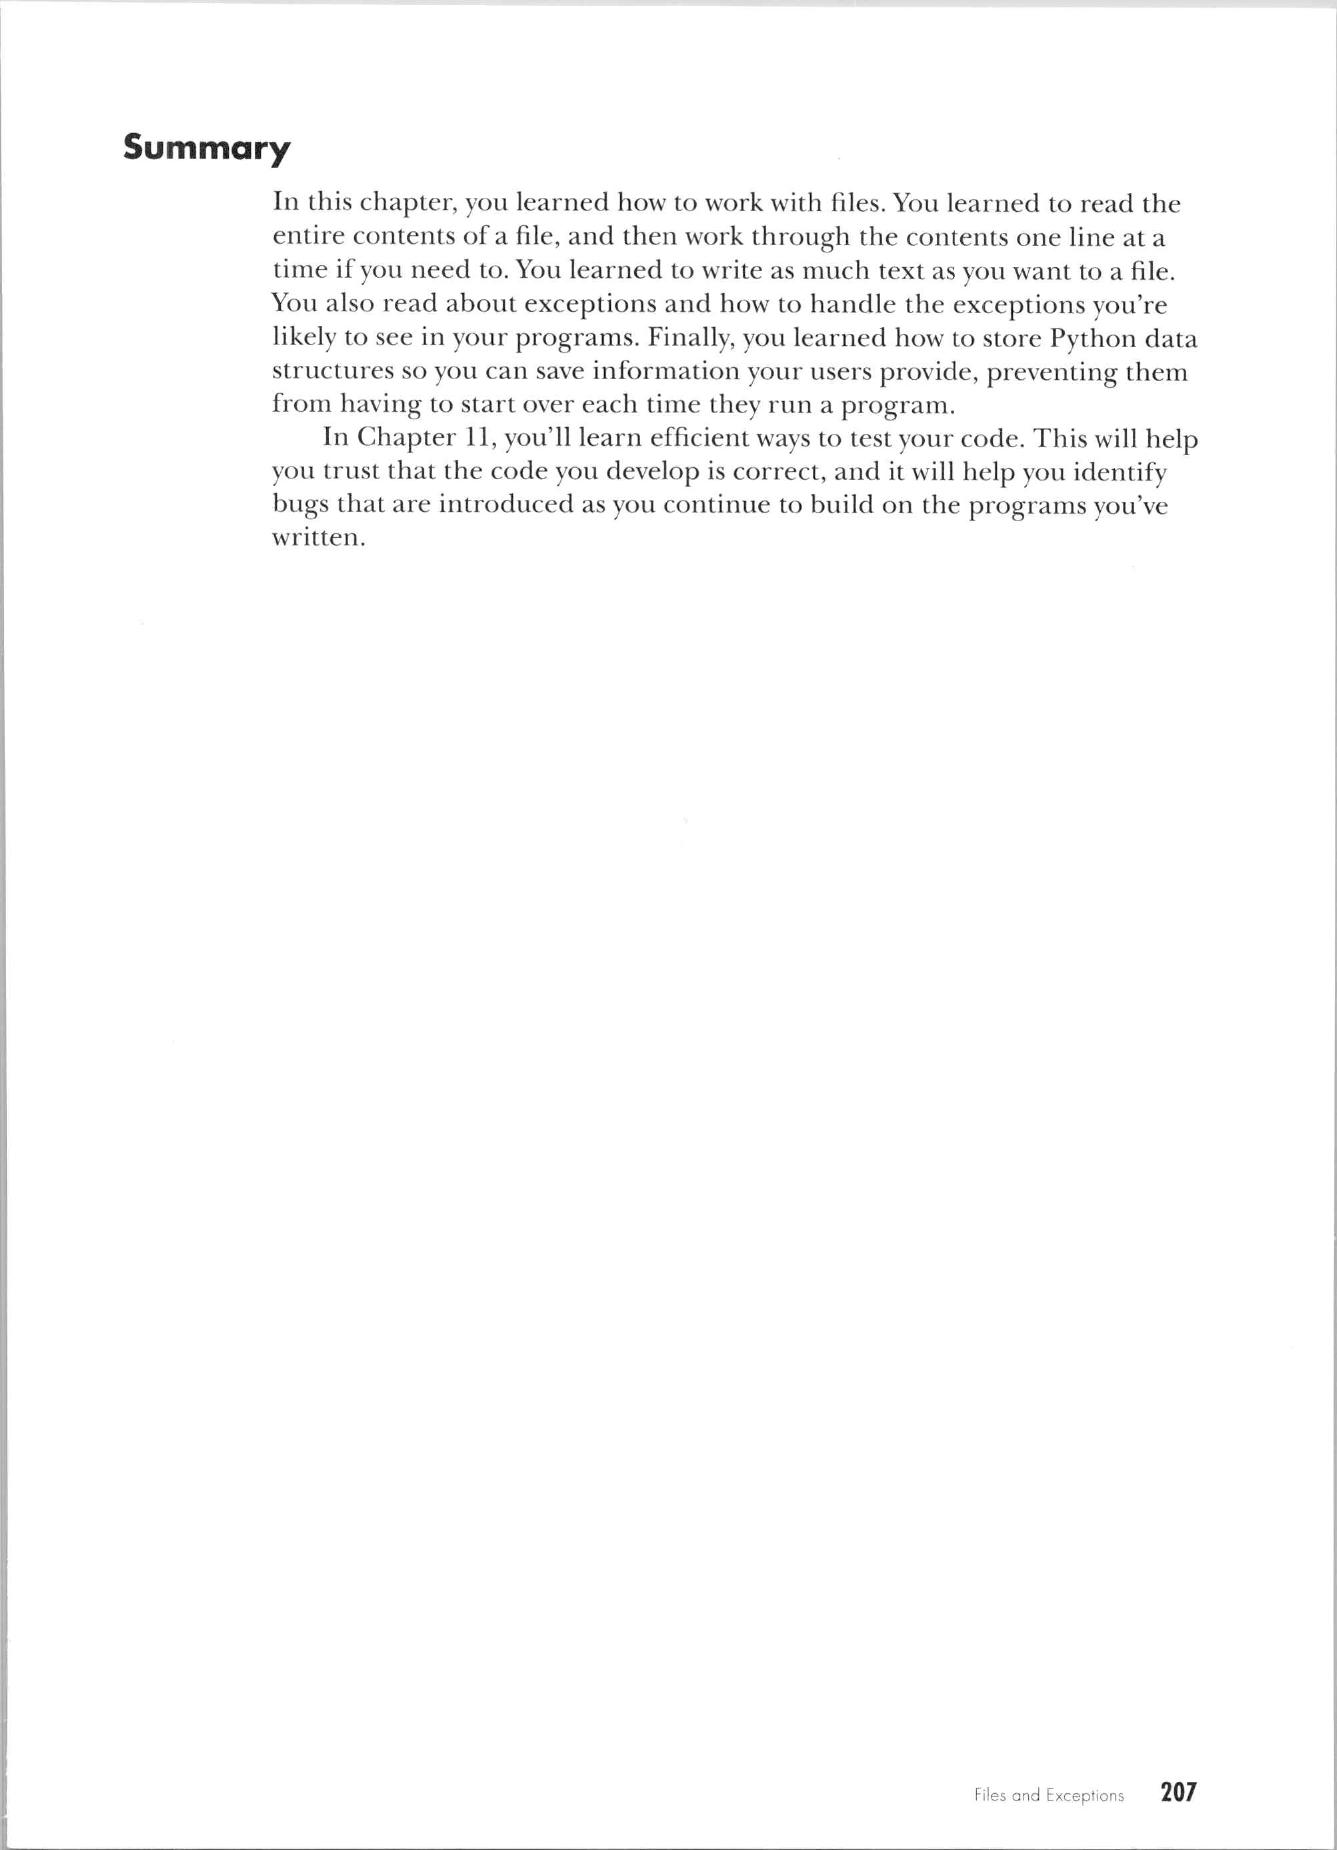 Summary
In this chapter, you learned how to work with files. You learned to read the
entire contents of a file, and then work through the contents one line at a
time if you need to. You learned to write as much text as you want to a file.
You also read about exceptions and how to handle the exceptions you’re
likely to see in your programs. Finally, you learned how to store Python data
structures so you can save information your users provide, preventing them
from having to start over each time they run a program.
In Chapter 11, you’ll learn efficient ways to test your code. This will help
you trust that the code you develop is correct, and it will help you identify
bugs that are introduced as you continue to build on the programs you’ve
written.
Files and Exceptions 207